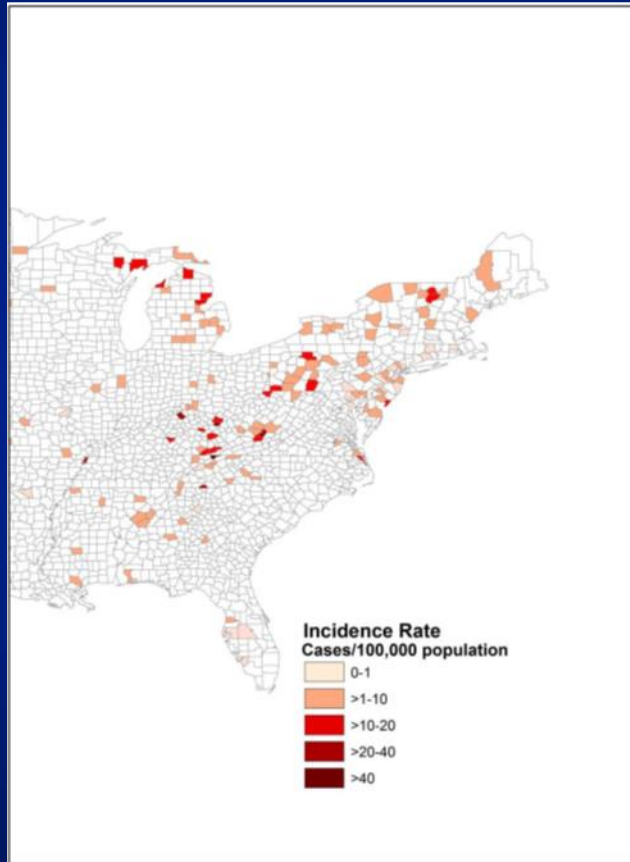 Incidence Rate
Cases/100,000 population
0-1
>1-10
>10-20
>20-40
>40